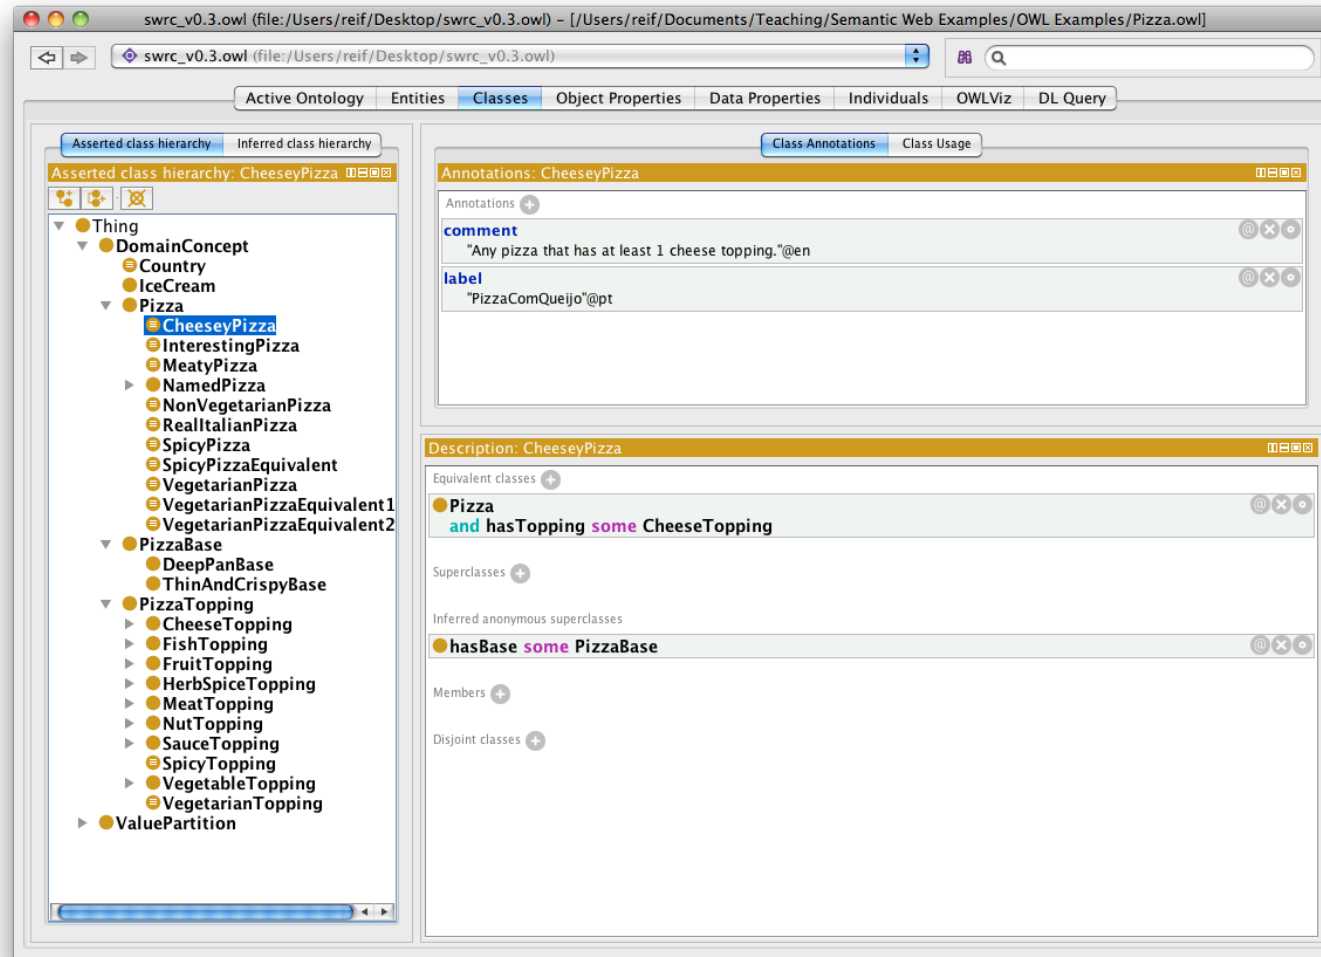 swrc_v0.3.owl (file:/Users/reif/Desktop/swrc_v0.3.owl) – [/Users/reif/Documents/Teaching/Semantic Web Examples/OWL Examples/Pizza.owl]
swrc_v0.3.owl (file:/Users/reif/Desktop/swrc_v0.3.owl)
Active Ontology Entities Classes Object Properties Data Properties Individuals OWLViz DL Query
Asserted class hierarchy Inferred class hierarchy
Asserted class hierarchy: CheeseyPizza
Thing
DomainConcept
Country
IceCream
Pizza
CheeseyPizza
InterestingPizza
MeatyPizza
NamedPizza
NonVegetarianPizza
RealItalianPizza
SpicyPizza
SpicyPizzaEquivalent
VegetarianPizza
VegetarianPizzaEquivalent1
VegetarianPizzaEquivalent2
PizzaBase
DeepPanBase
ThinAndCrispyBase
PizzaTopping
CheeseTopping
FishTopping
FruitTopping
HerbSpiceTopping
MeatTopping
NutTopping
SauceTopping
SpicyTopping
VegetableTopping
VegetarianTopping
ValuePartition
Class Annotations Class Usage
Annotations: CheeseyPizza
Annotations
comment
"Any pizza that has at least 1 cheese topping."@en
label
"PizzaComQueijo"@pt
Description: CheeseyPizza
Equivalent classes
Pizza
and hasTopping some CheeseTopping
Superclasses
Inferred anonymous superclasses
hasBase some PizzaBase
Members
Disjoint classes